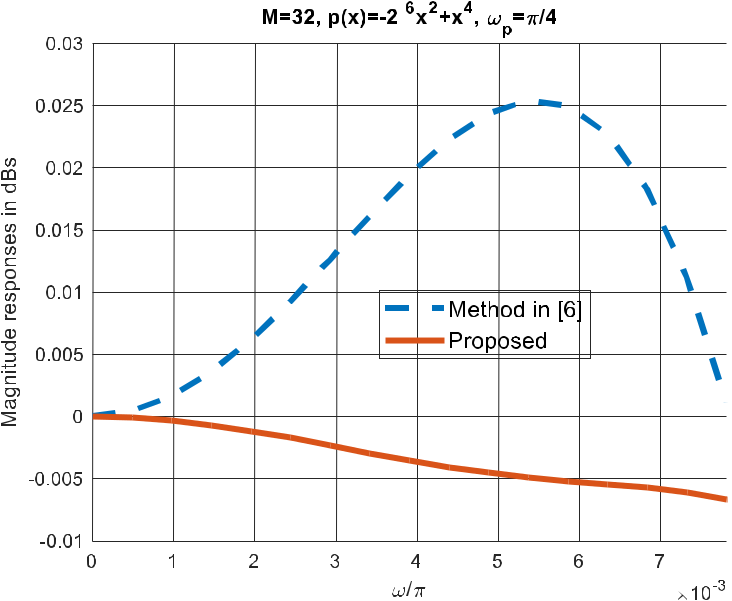 M=32, p(x)=-2 ⁶x²+x⁴, ωₚ=π/4
Magnitude responses in dBs
0.03
0.025
0.02
0.015
0.01
0.005
0
-0.005
-0.01
Method in [6]
Proposed
0 1 2 3 4 5 6 7
ω/π
×10⁻³